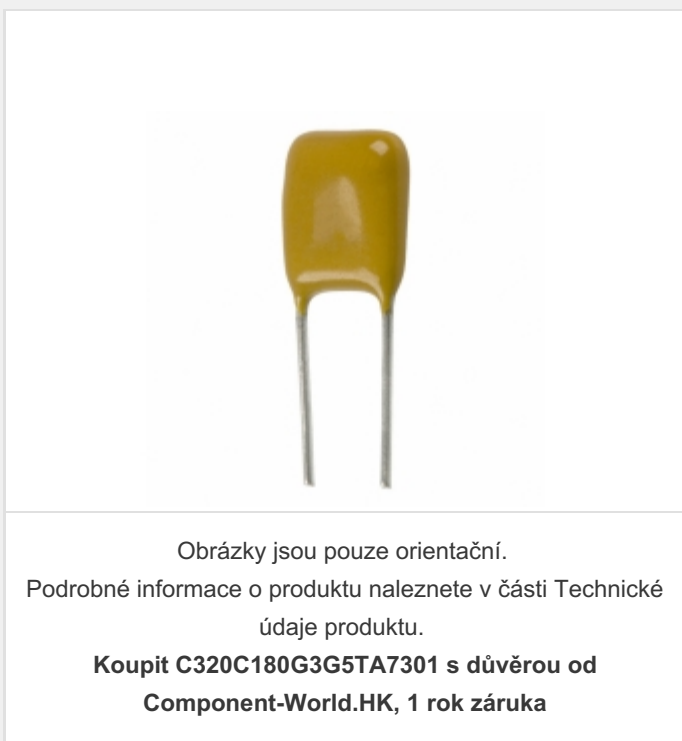 Obrázky jsou pouze orientační.
Podrobné informace o produktu naleznete v části Technické
údaje produktu.
Koupit C320C180G3G5TA7301 s důvěrou od
Component-World.HK, 1 rok záruka